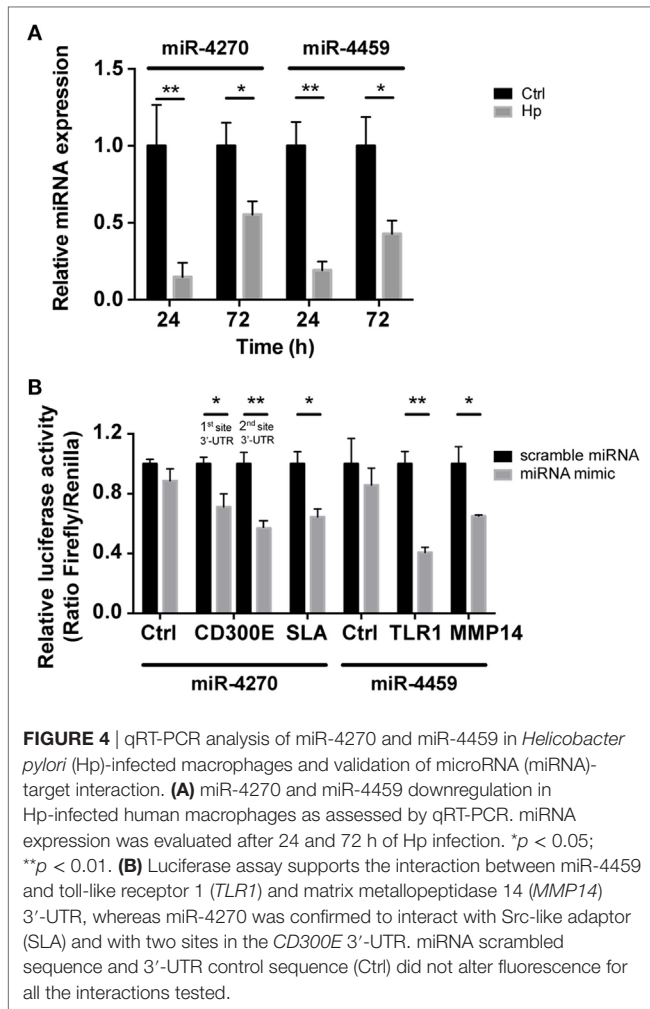 A
miR-4270 miR-4459
** * ** *
Ctrl
Hp
Relative miRNA expression
1.5
1.0
0.5
0.0
24 72 24 72
Time (h)
B
* ** * ** *
1st site 3'-UTR 2nd site 3'-UTR
scramble miRNA
miRNA mimic
Relative luciferase activity
(Ratio Firefly/Renilla)
1.2
0.8
0.4
0.0
Ctrl CD300E SLA Ctrl TLR1 MMP14
miR-4270 miR-4459
FIGURE 4 | qRT-PCR analysis of miR-4270 and miR-4459 in Helicobacter
pylori (Hp)-infected macrophages and validation of microRNA (miRNA)-
target interaction. (A) miR-4270 and miR-4459 downregulation in
Hp-infected human macrophages as assessed by qRT-PCR. miRNA
expression was evaluated after 24 and 72 h of Hp infection. *p < 0.05;
**p < 0.01. (B) Luciferase assay supports the interaction between miR-4459
and toll-like receptor 1 (TLR1) and matrix metallopeptidase 14 (MMP14)
3′-UTR, whereas miR-4270 was confirmed to interact with Src-like adaptor
(SLA) and with two sites in the CD300E 3′-UTR. miRNA scrambled
sequence and 3′-UTR control sequence (Ctrl) did not alter fluorescence for
all the interactions tested.